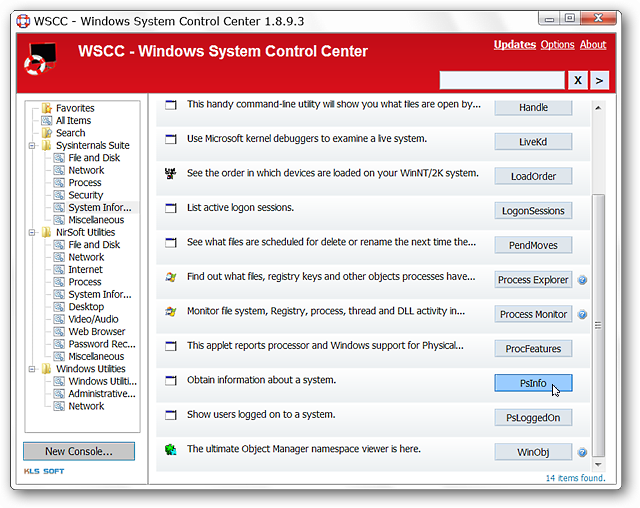 WSCC - Windows System Control Center 1.8.9.3
WSCC - Windows System Control Center
Updates Options About
X >
Favorites
All Items
Search
Sysinternals Suite
File and Disk
Network
Process
Security
System Infor...
Miscellaneous
NirSoft Utilities
File and Disk
Network
Internet
Process
System Infor...
Desktop
Video/Audio
Web Browser
Password Rec...
Miscellaneous
Windows Utilities
Windows Utiliti...
Administrative...
Network
New Console...
KLS SOFT
This handy command-line utility will show you what files are open by... Handle
Use Microsoft kernel debuggers to examine a live system. LiveKd
See the order in which devices are loaded on your WinNT/2K system. LoadOrder
List active logon sessions. LogonSessions
See what files are scheduled for delete or rename the next time the... PendMoves
Find out what files, registry keys and other objects processes have... Process Explorer
Monitor file system, Registry, process, thread and DLL activity in... Process Monitor
This applet reports processor and Windows support for Physical... ProcFeatures
Obtain information about a system. PsInfo
Show users logged on to a system. PsLoggedOn
The ultimate Object Manager namespace viewer is here. WinObj
14 items found.